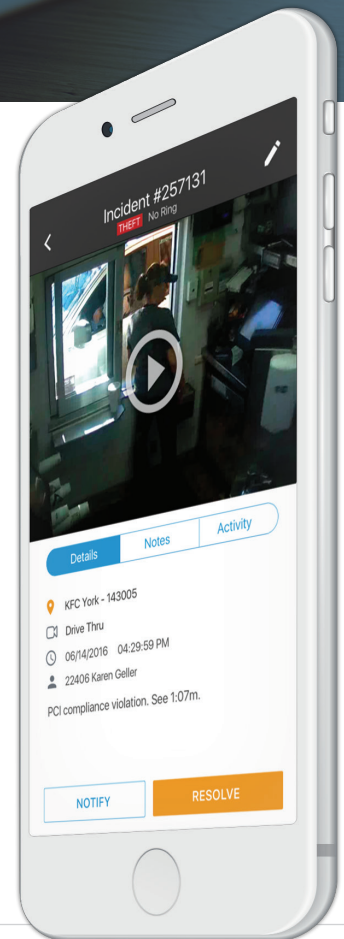 Incident #257131
THEFT No Ring
Details Notes Activity
KFC York - 143005
Drive Thru
06/14/2016 04:29:59 PM
22406 Karen Geller
PCI compliance violation. See 1:07m.
NOTIFY RESOLVE